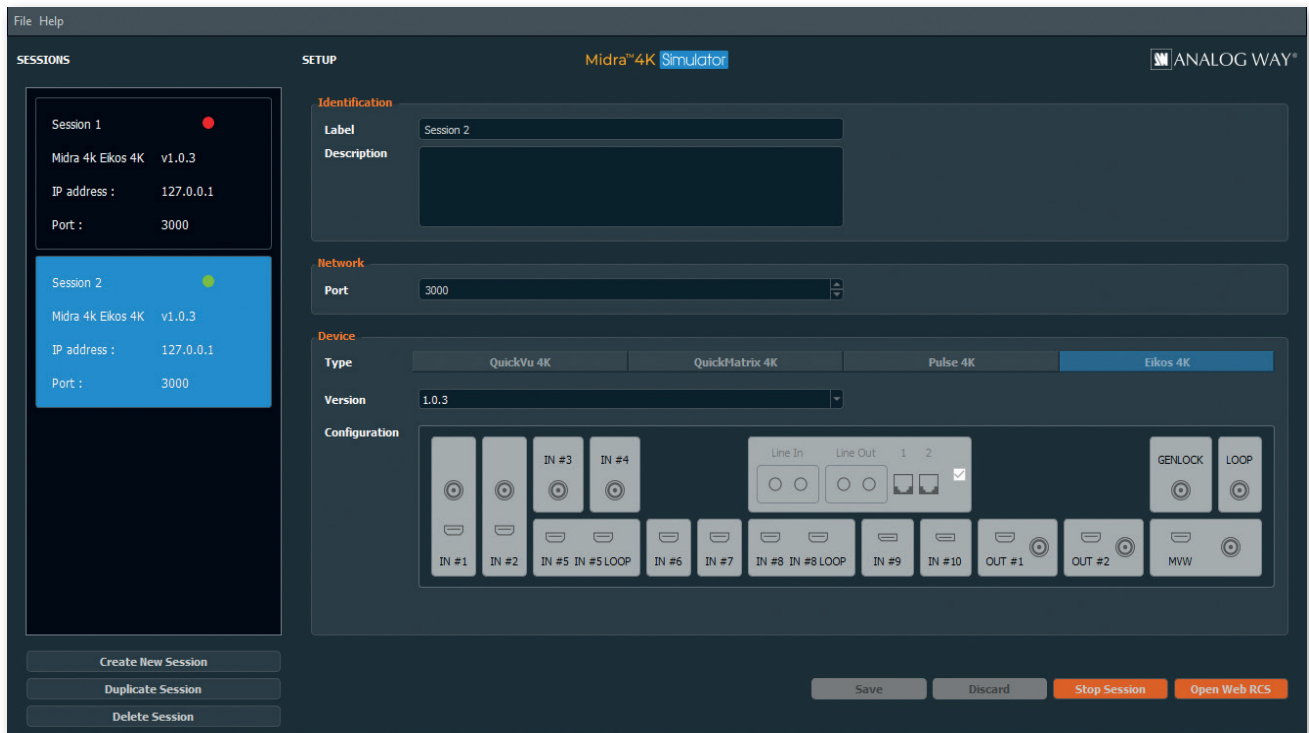 File Help
SESSIONS
SETUP
Midra™4K Simulator
ANALOG WAY®
Session 1
Midra 4k Eikos 4K v1.0.3
IP address : 127.0.0.1
Port : 3000
Session 2
Midra 4k Eikos 4K v1.0.3
IP address : 127.0.0.1
Port : 3000
Create New Session
Duplicate Session
Delete Session
Identification
Label Session 2
Description
Network
Port 3000
Device
Type QuickVu 4K QuickMatrix 4K Pulse 4K Eikos 4K
Version 1.0.3
Configuration
IN #3 IN #4 Line In Line Out 1 2 GENLOCK LOOP
IN #1 IN #2 IN #5 IN #5 LOOP IN #6 IN #7 IN #8 IN #8 LOOP IN #9 IN #10 OUT #1 OUT #2 MVW
Save Discard Stop Session Open Web RCS